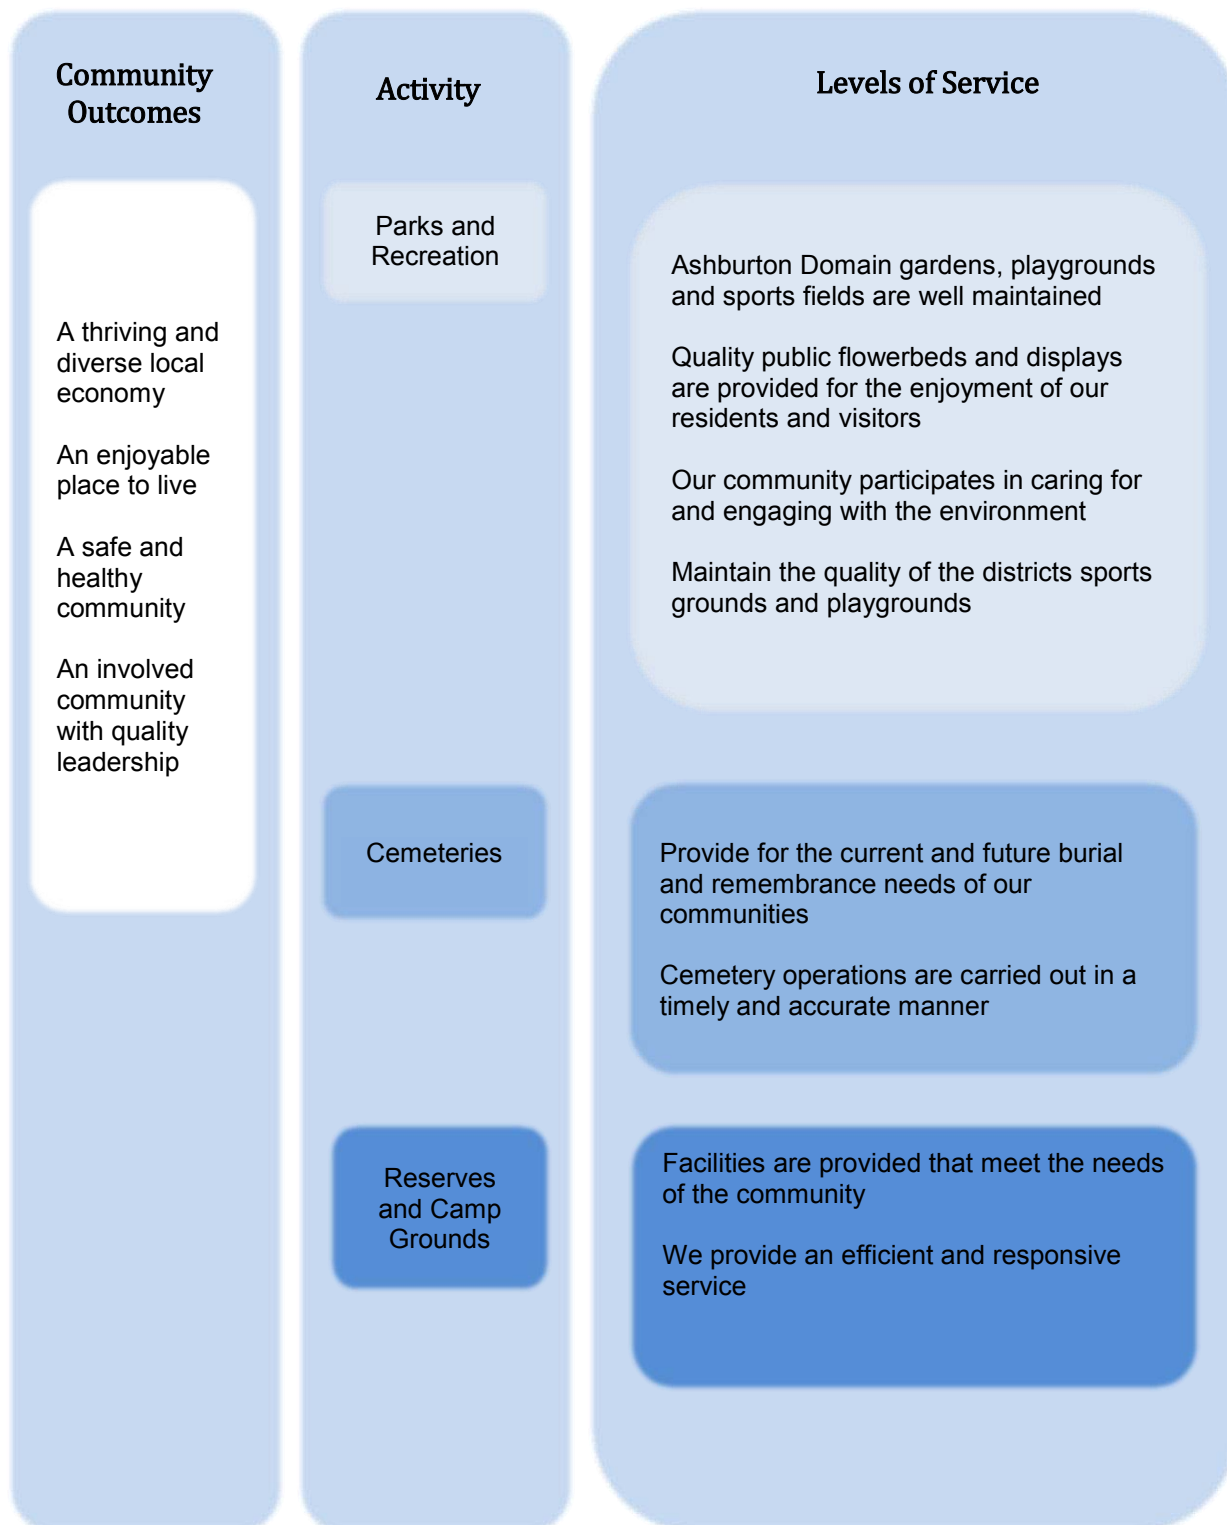 Community
Outcomes
Activity
Levels of Service
A thriving and
diverse local
economy
An enjoyable
place to live
A safe and
healthy
community
An involved
community
with quality
leadership
Parks and
Recreation
Ashburton Domain gardens, playgrounds
and sports fields are well maintained
Quality public flowerbeds and displays
are provided for the enjoyment of our
residents and visitors
Our community participates in caring for
and engaging with the environment
Maintain the quality of the districts sports
grounds and playgrounds
Cemeteries
Provide for the current and future burial
and remembrance needs of our
communities
Cemetery operations are carried out in a
timely and accurate manner
Reserves
and Camp
Grounds
Facilities are provided that meet the needs
of the community
We provide an efficient and responsive
service